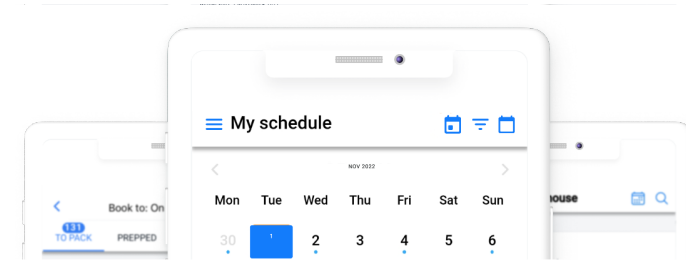 My schedule
NOV 2022
Mon Tue Wed Thu Fri Sat Sun
30 1 2 3 4 5 6
Book to: On
131
TO PACK PREPPED
house